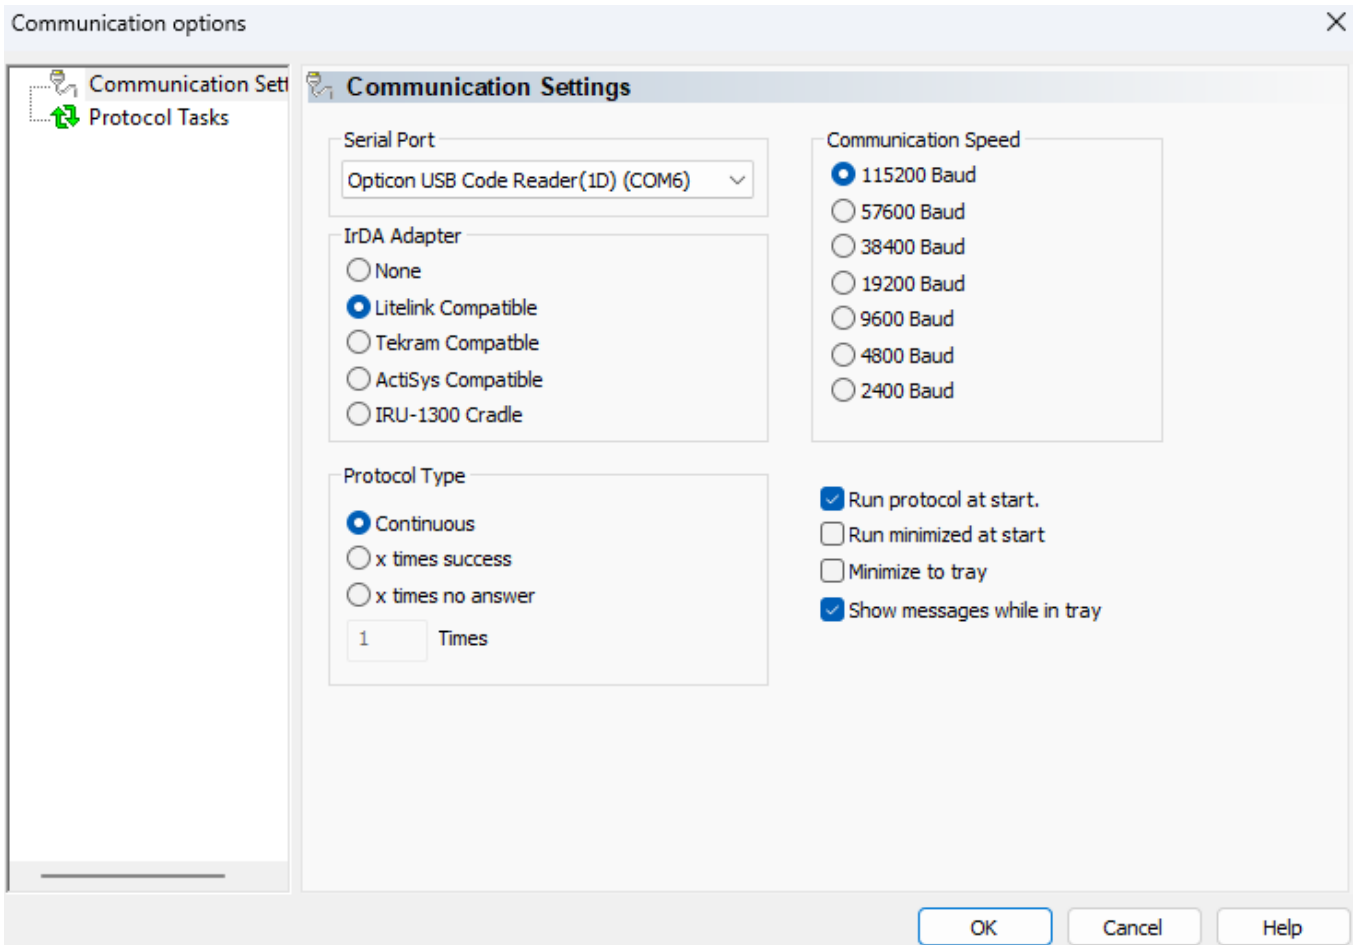 Communication options
Communication Sett
Protocol Tasks
Communication Settings
Serial Port
Opticon USB Code Reader(1D) (COM6)
IrDA Adapter
None
Litelink Compatible
Tekram Compatble
ActiSys Compatible
IRU-1300 Cradle
Protocol Type
Continuous
x times success
x times no answer
1 Times
Communication Speed
115200 Baud
57600 Baud
38400 Baud
19200 Baud
9600 Baud
4800 Baud
2400 Baud
Run protocol at start.
Run minimized at start
Minimize to tray
Show messages while in tray
OK Cancel Help